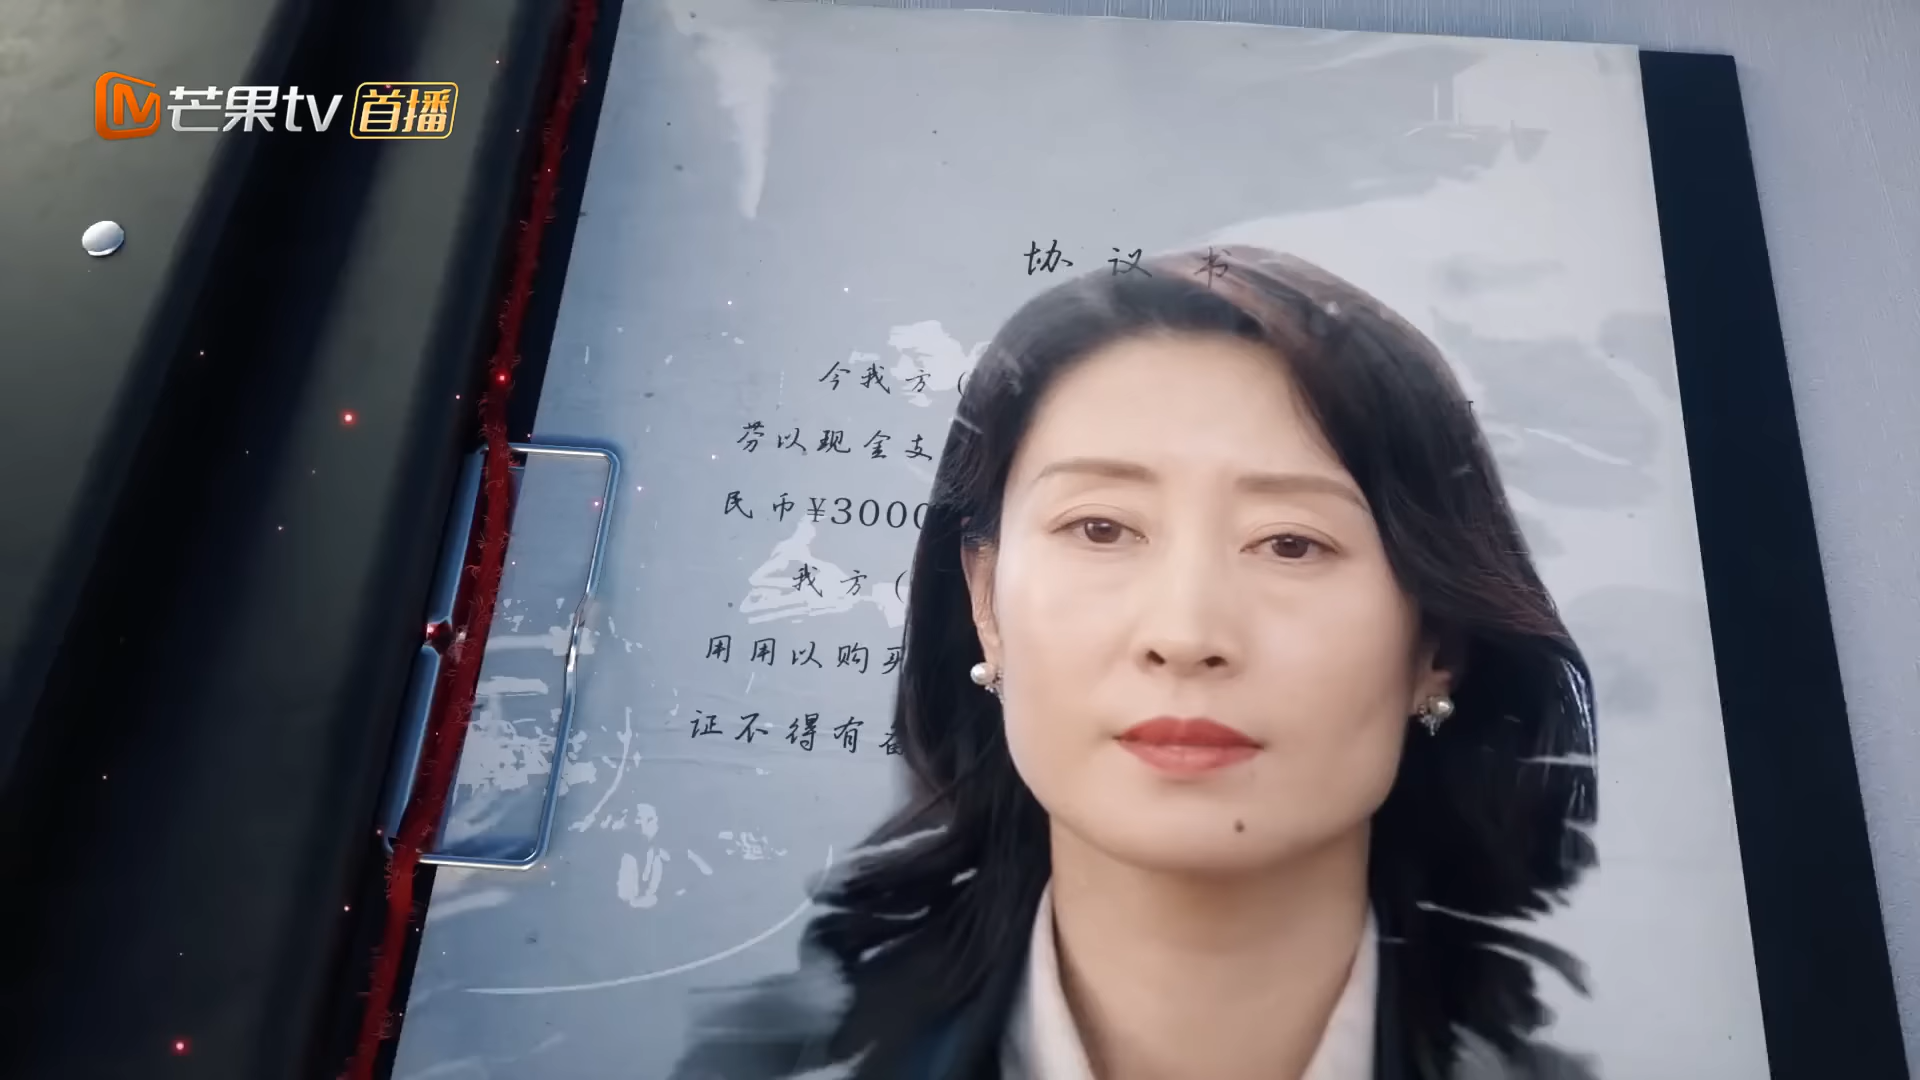 芒果tv 首播
协议书
今我方（
芬以现金支
民币¥3000
我方（
用用以购买
证不得有